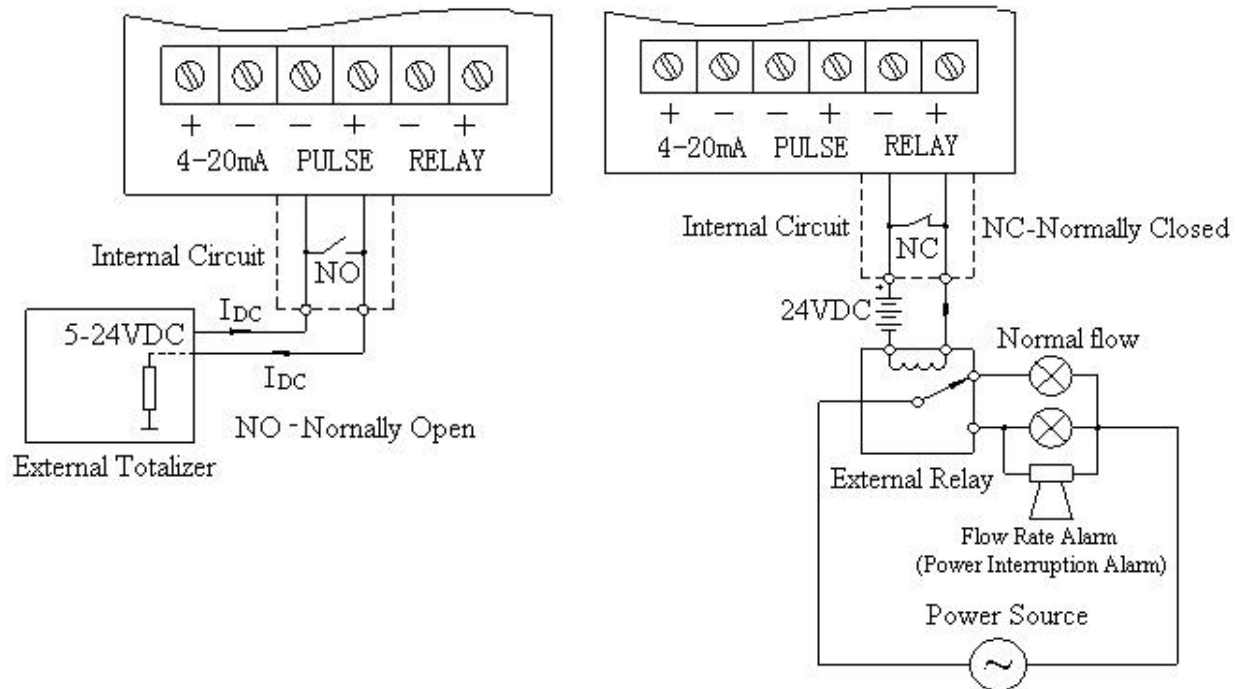 + - - + - +
4-20mA PULSE RELAY
Internal Circuit
NO
IDC
5-24VDC
IDC
NO -Nornally Open
External Totalizer
+ - - + - +
4-20mA PULSE RELAY
Internal Circuit
NC
NC-Normally Closed
+
24VDC
Normal flow
External Relay
Flow Rate Alarm
(Power Interruption Alarm)
Power Source
~